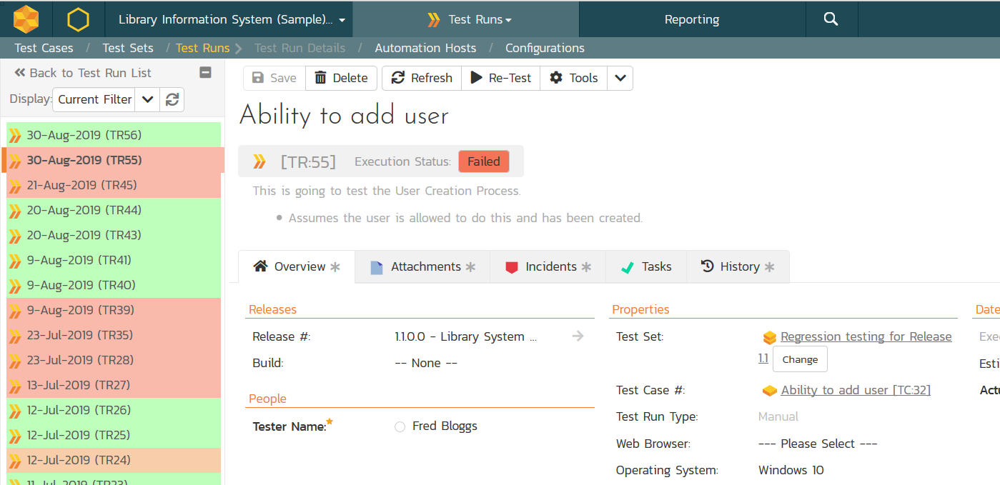 Library Information System (Sample)...
Test Runs
Reporting
Test Cases / Test Sets / Test Runs Test Run Details / Automation Hosts / Configurations
Back to Test Run List
Display: Current Filter
30-Aug-2019 (TR56)
30-Aug-2019 (TR55)
21-Aug-2019 (TR45)
20-Aug-2019 (TR44)
20-Aug-2019 (TR43)
9-Aug-2019 (TR41)
9-Aug-2019 (TR40)
9-Aug-2019 (TR39)
23-Jul-2019 (TR35)
23-Jul-2019 (TR28)
13-Jul-2019 (TR27)
12-Jul-2019 (TR26)
12-Jul-2019 (TR25)
12-Jul-2019 (TR24)
11-Jul-2019 (TR23)
Save Delete Refresh Re-Test Tools
Ability to add user
[TR:55] Execution Status: Failed
This is going to test the User Creation Process.
• Assumes the user is allowed to do this and has been created.
Overview * Attachments * Incidents * Tasks History *
Releases
Release #: 1.1.0.0 - Library System ...
Build: -- None --
People
Tester Name: Fred Bloggs
Properties
Test Set: Regression testing for Release
1.1 Change
Test Case #: Ability to add user [TC:32]
Test Run Type: Manual
Web Browser: --- Please Select ---
Operating System: Windows 10
Date
Exe
Esti
Actu